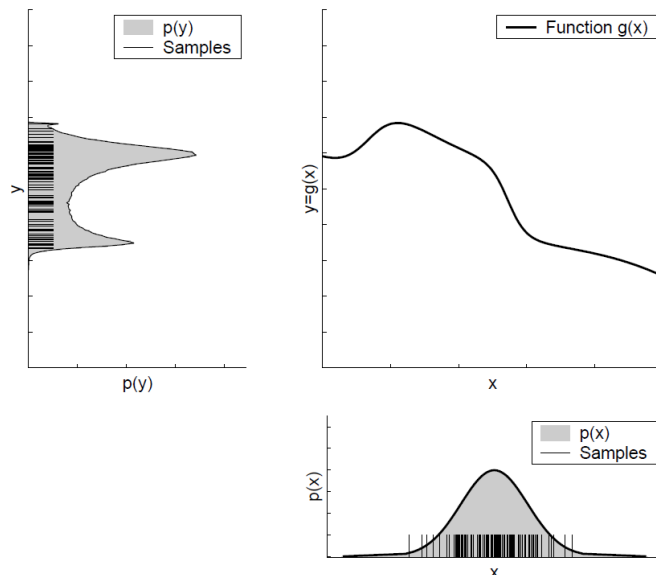 p(y)
Samples
y
p(y)
Function g(x)
y=g(x)
x
p(x)
Samples
p(x)
x